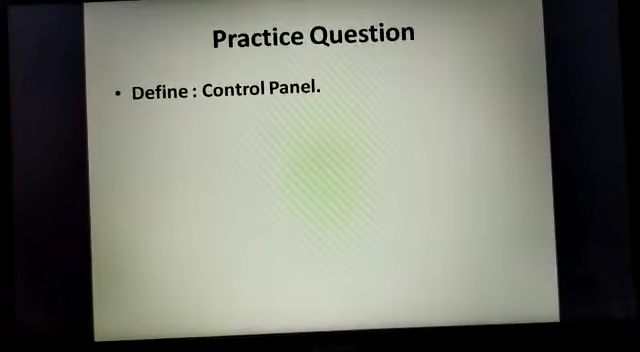 Practice Question
• Define : Control Panel.